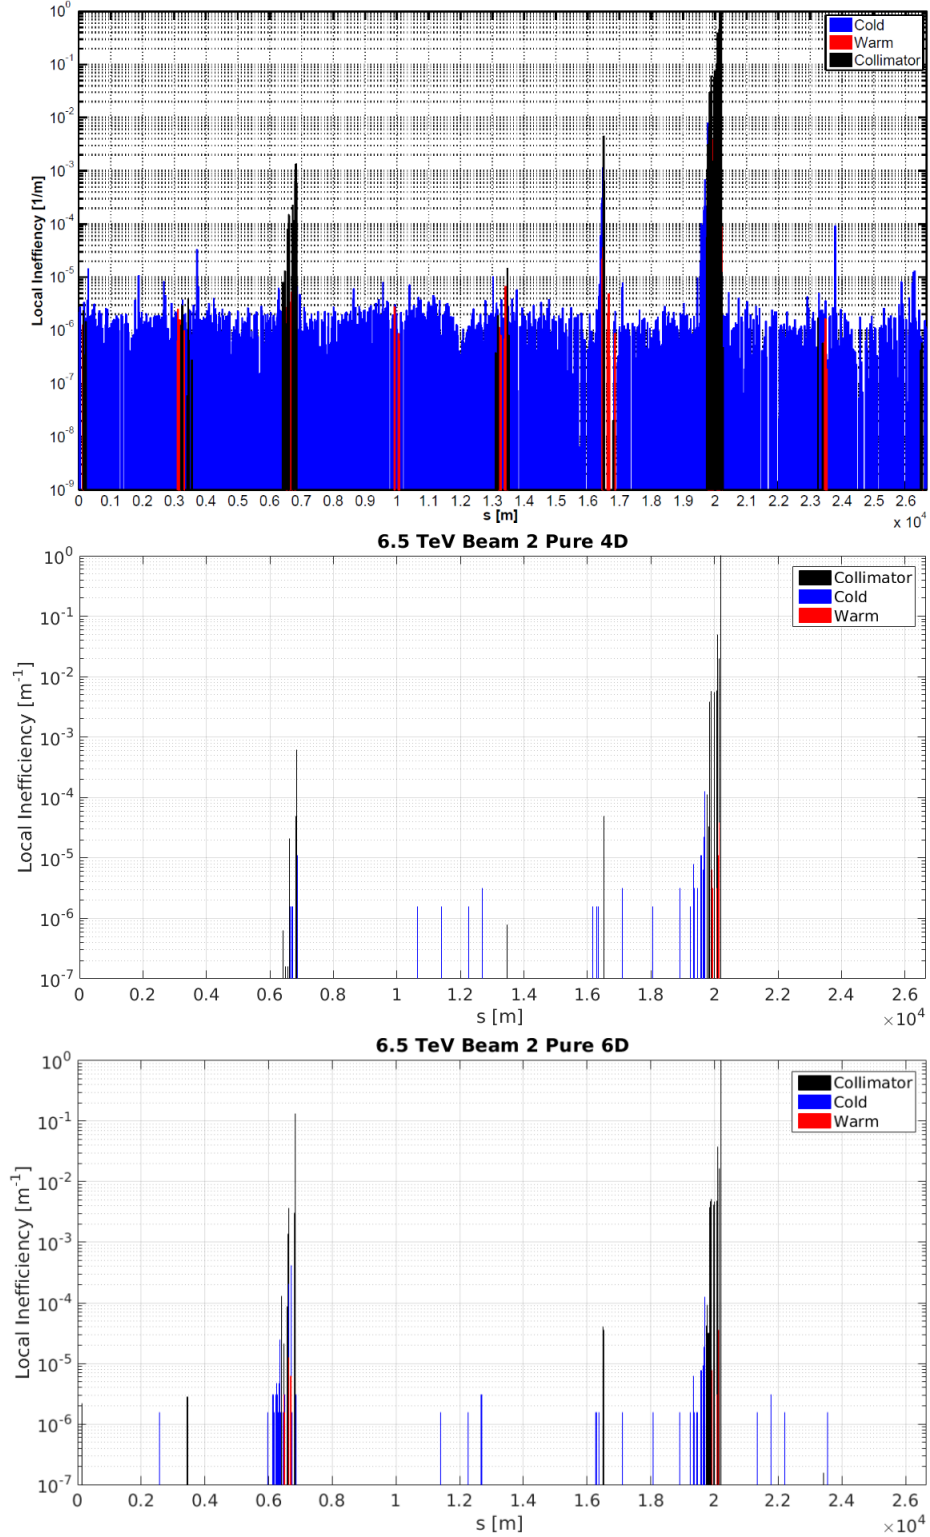 10^0
10^-1
10^-2
10^-3
10^-4
10^-5
10^-6
10^-7
10^-8
10^-9
Local Ineffiency [1/m]
Cold
Warm
Collimator
0 0.1 0.2 0.3 0.4 0.5 0.6 0.7 0.8 0.9 1 1.1 1.2 1.3 1.4 1.5 1.6 1.7 1.8 1.9 2 2.1 2.2 2.3 2.4 2.5 2.6
s [m]
x 10^4
6.5 TeV Beam 2 Pure 4D
10^0
10^-1
10^-2
10^-3
10^-4
10^-5
10^-6
10^-7
Local Inefficiency [m^-1]
Collimator
Cold
Warm
0 0.2 0.4 0.6 0.8 1 1.2 1.4 1.6 1.8 2 2.2 2.4 2.6
s [m]
×10^4
6.5 TeV Beam 2 Pure 6D
10^0
10^-1
10^-2
10^-3
10^-4
10^-5
10^-6
10^-7
Local Inefficiency [m^-1]
Collimator
Cold
Warm
0 0.2 0.4 0.6 0.8 1 1.2 1.4 1.6 1.8 2 2.2 2.4 2.6
s [m]
×10^4